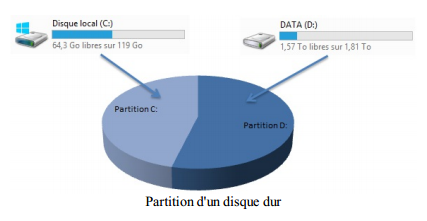 Disque local (C:)
64,3 Go libres sur 119 Go
DATA (D:)
1,57 To libres sur 1,81 To
Partition C:
Partition D:
Partition d'un disque dur